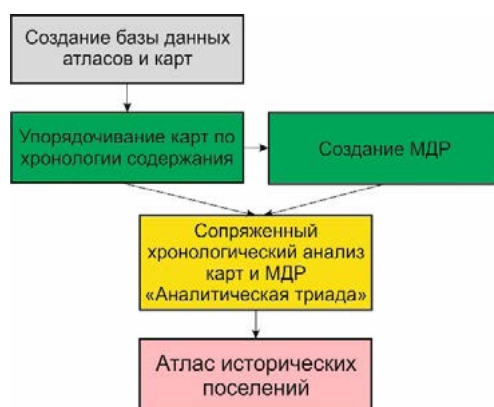 Создание базы данных
атласов и карт
Упорядочивание карт по
хронологии содержания
Создание МДР
Сопряженный
хронологический анализ
карт и МДР
«Аналитическая триада»
Атлас исторических
поселений